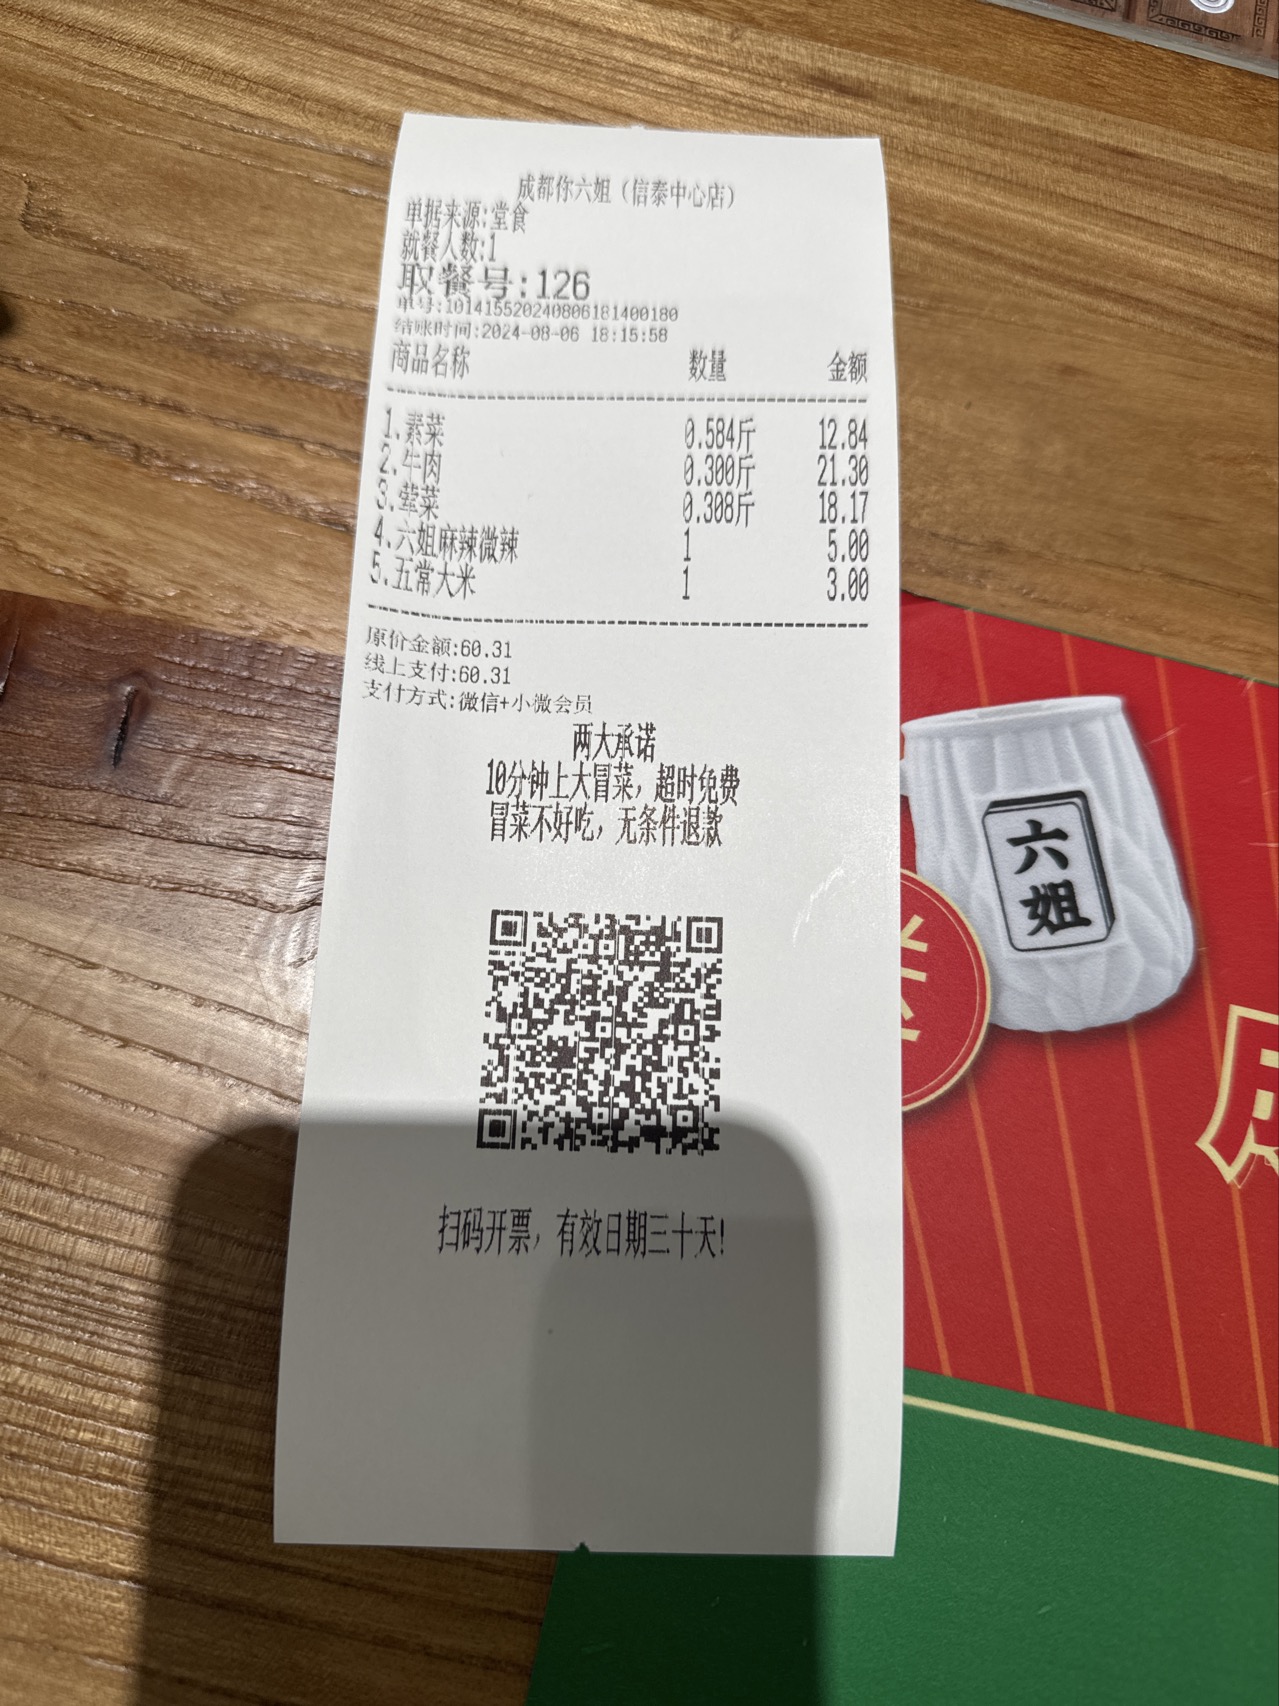 成都你六姐（信泰中心店）
单据来源:堂食
就餐人数:1
取餐号:126
单号:101415520240806181400180
结账时间:2024-08-06 18:15:58
商品名称 数量 金额
1.素菜 0.584斤 12.84
2.牛肉 0.300斤 21.30
3.荤菜 0.308斤 18.17
4.六姐麻辣微辣 1 5.00
5.五常大米 1 3.00
原价金额:60.31
线上支付:60.31
支付方式:微信+小微会员
两大承诺
10分钟上大冒菜，超时免费
冒菜不好吃，无条件退款
扫码开票，有效日期三十天!
六姐